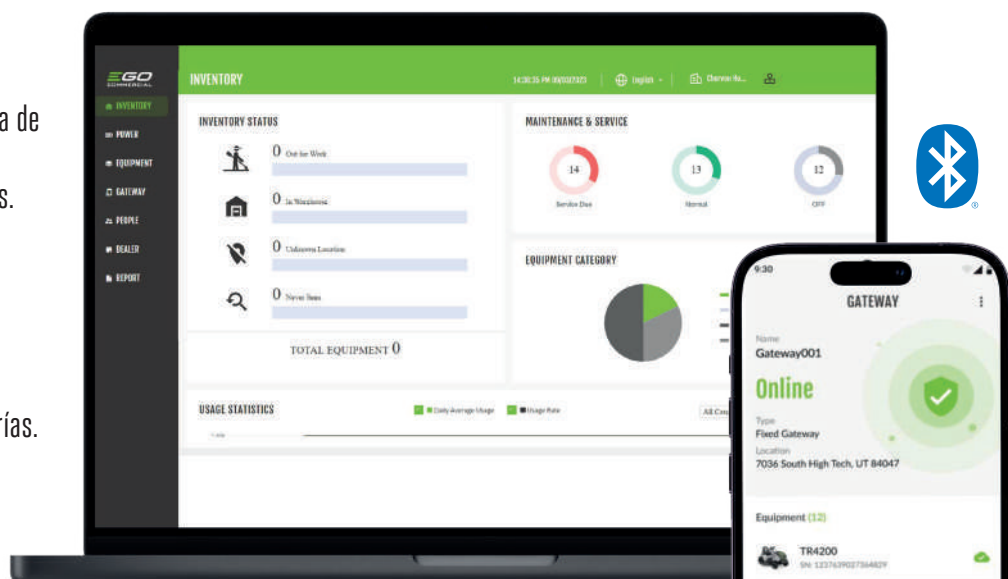 a de
s.
rías.
EGO
COMMERCIAL
INVENTORY
POWER
EQUIPMENT
GATEWAY
PEOPLE
DEALER
REPORT
INVENTORY
English
INVENTORY STATUS
0 Out for Work
0 In Warehouse
0 Unknown Location
0 Never Seen
TOTAL EQUIPMENT 0
MAINTENANCE & SERVICE
14
Service Due
13
Normal
12
OFF
EQUIPMENT CATEGORY
USAGE STATISTICS
Daily Average Usage
Usage Rate
9:30
GATEWAY
Name
Gateway001
Online
Type
Fixed Gateway
Location
7036 South High Tech, UT 84047
Equipment (12)
TR4200